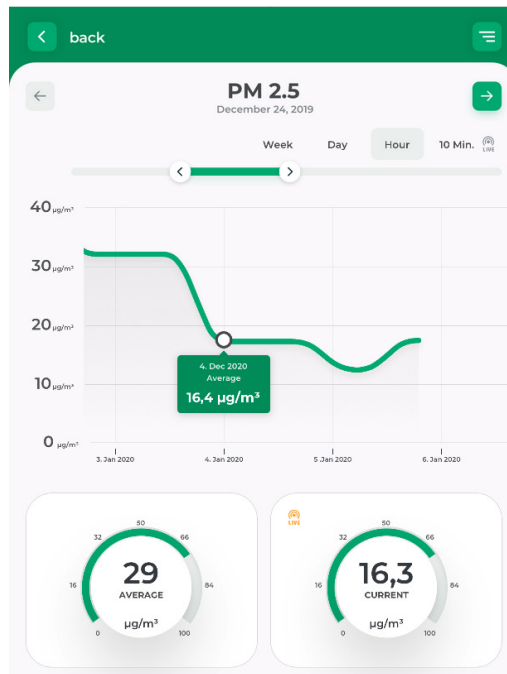 back
PM 2.5
December 24, 2019
Week Day Hour 10 Min. LIVE
40 µg/m³
30 µg/m³
20 µg/m³
4. Dec 2020
Average
16,4 µg/m³
10 µg/m³
0 µg/m³
3. Jan 2020 4. Jan 2020 5 Jan 2020 6. Jan 2020
50
32 66
16 84
29
AVERAGE
µg/m³
0 100
LIVE
50
32 66
16 84
16,3
CURRENT
µg/m³
0 100